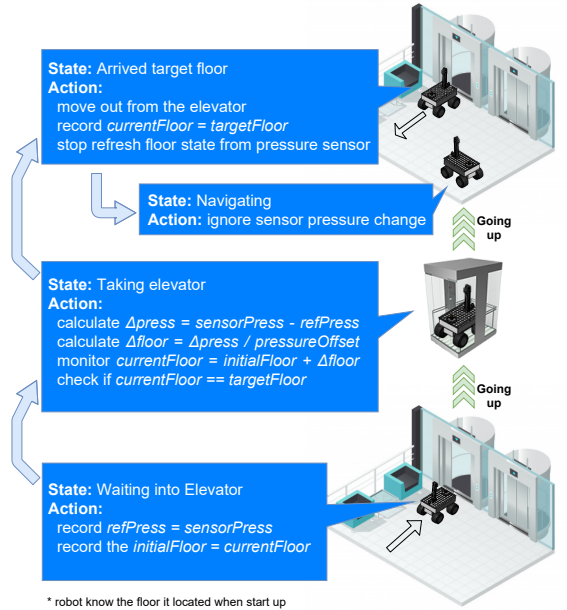 State: Arrived target floor
Action:
move out from the elevator
record currentFloor = targetFloor
stop refresh floor state from pressure sensor
State: Navigating
Action: ignore sensor pressure change
Going
up
State: Taking elevator
Action:
calculate Δpress = sensorPress - refPress
calculate Δfloor = Δpress / pressureOffset
monitor currentFloor = initialFloor + Δfloor
check if currentFloor == targetFloor
Going
up
State: Waiting into Elevator
Action:
record refPress = sensorPress
record the initialFloor = currentFloor
* robot know the floor it located when start up